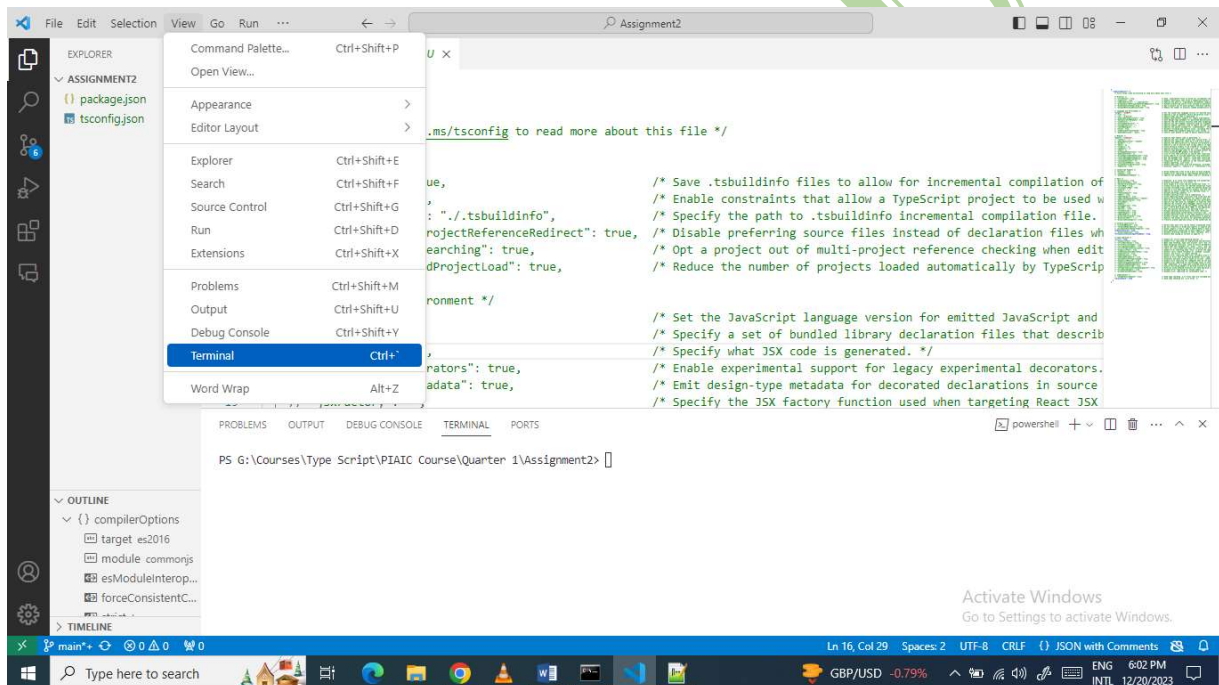 File Edit Selection View Go Run ··· Assignment2
EXPLORER
ASSIGNMENT2
package.json
tsconfig.json
Command Palette... Ctrl+Shift+P
Open View...
Appearance
Editor Layout
Explorer Ctrl+Shift+E
Search Ctrl+Shift+F
Source Control Ctrl+Shift+G
Run Ctrl+Shift+D
Extensions Ctrl+Shift+X
Problems Ctrl+Shift+M
Output Ctrl+Shift+U
Debug Console Ctrl+Shift+Y
Terminal Ctrl+`
Word Wrap Alt+Z
U
.ms/tsconfig to read more about this file */
ue, /* Save .tsbuildinfo files to allow for incremental compilation of
, /* Enable constraints that allow a TypeScript project to be used w
: "./.tsbuildinfo", /* Specify the path to .tsbuildinfo incremental compilation file.
rojectReferenceRedirect": true, /* Disable preferring source files instead of declaration files wh
earching": true, /* Opt a project out of multi-project reference checking when edit
dProjectLoad": true, /* Reduce the number of projects loaded automatically by TypeScrip
ronment */
/* Set the JavaScript language version for emitted JavaScript and
/* Specify a set of bundled library declaration files that describ
, /* Specify what JSX code is generated. */
rators": true, /* Enable experimental support for legacy experimental decorators.
adata": true, /* Emit design-type metadata for decorated declarations in source
/* Specify the JSX factory function used when targeting React JSX
PROBLEMS OUTPUT DEBUG CONSOLE TERMINAL PORTS powershell
PS G:\Courses\Type Script\PIAIC Course\Quarter 1\Assignment2>
OUTLINE
{} compilerOptions
target es2016
module commonjs
esModuleInterop...
forceConsistentC...
TIMELINE
Activate Windows
Go to Settings to activate Windows.
main*+ 0 0 0 Ln 16, Col 29 Spaces: 2 UTF-8 CRLF {} JSON with Comments
Type here to search GBP/USD -0.79% ENG INTL 6:02 PM 12/20/2023